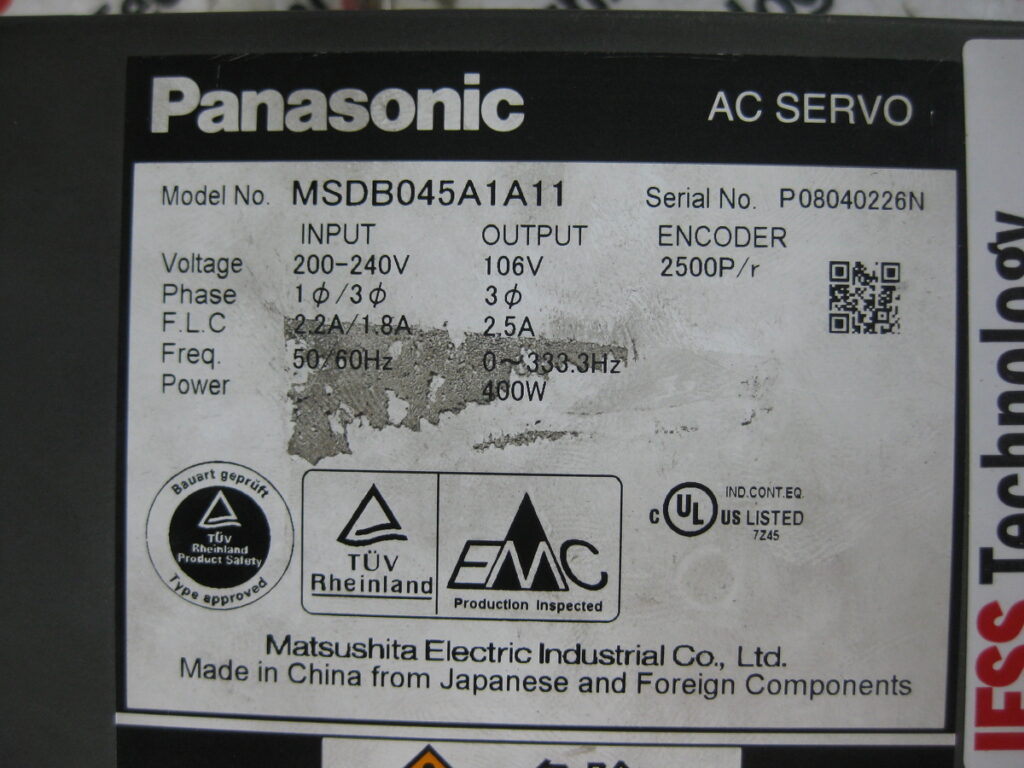 Panasonic AC SERVO
Model No. MSDB045A1A11 Serial No. P08040226N
INPUT OUTPUT ENCODER
Voltage 200-240V 106V 2500P/r
Phase 1ϕ/3ϕ 3ϕ
F.L.C 2.2A/1.8A 2.5A
Freq. 50/60Hz 0~333.3Hz
Power 400W
Bauart geprüft
TÜV
Rheinland
Product Safety
Type approved
TÜV
Rheinland
EMC
Production Inspected
C UL US LISTED
IND.CONT.EQ.
7Z45
Matsushita Electric Industrial Co., Ltd.
Made in China from Japanese and Foreign Components
IESS Technology